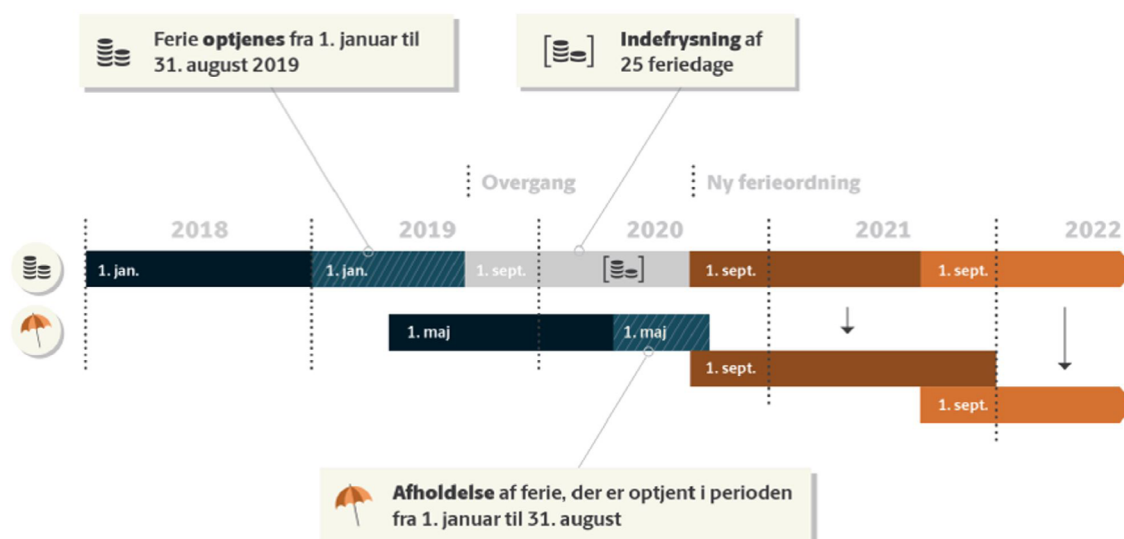 Ferie optjenes fra 1. januar til
31. august 2019
Indefrysning af
25 feriedage
Overgang
Ny ferieordning
2018
2019
2020
2021
2022
1. jan.
1. jan.
1. sept.
1. sept.
1. sept.
1. maj
1. maj
1. sept.
1. sept.
Afholdelse af ferie, der er optjent i perioden
fra 1. januar til 31. august